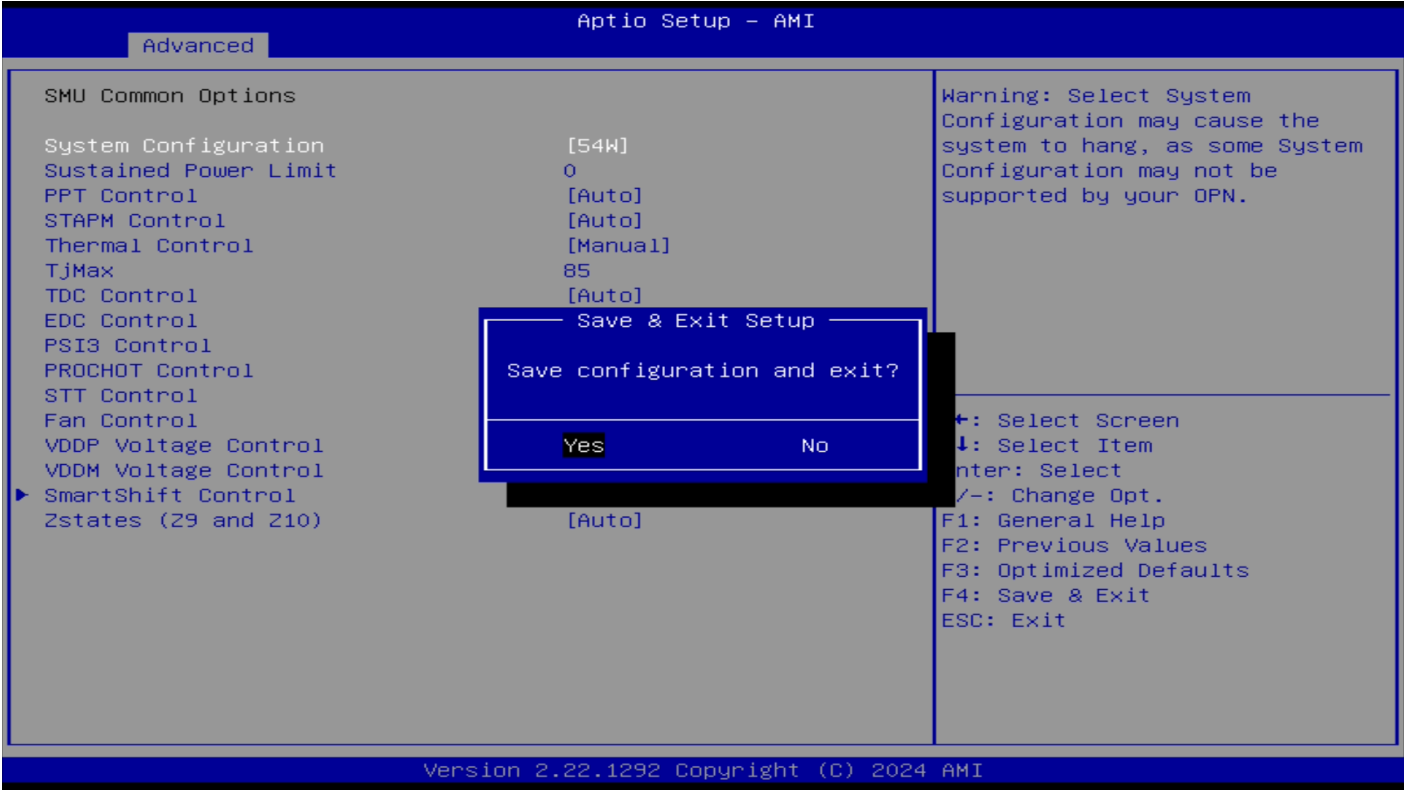 Aptio Setup – AMI
Advanced
SMU Common Options
System Configuration [54W]
Sustained Power Limit 0
PPT Control [Auto]
STAPM Control [Auto]
Thermal Control [Manual]
TjMax 85
TDC Control [Auto]
EDC Control
PSI3 Control
PROCHOT Control
STT Control
Fan Control
VDDP Voltage Control
VDDM Voltage Control
SmartShift Control
Zstates (Z9 and Z10) [Auto]
Save & Exit Setup
Save configuration and exit?
Yes No
Warning: Select System
Configuration may cause the
system to hang, as some System
Configuration may not be
supported by your OPN.
←: Select Screen
↓: Select Item
nter: Select
/–: Change Opt.
F1: General Help
F2: Previous Values
F3: Optimized Defaults
F4: Save & Exit
ESC: Exit
Version 2.22.1292 Copyright (C) 2024 AMI